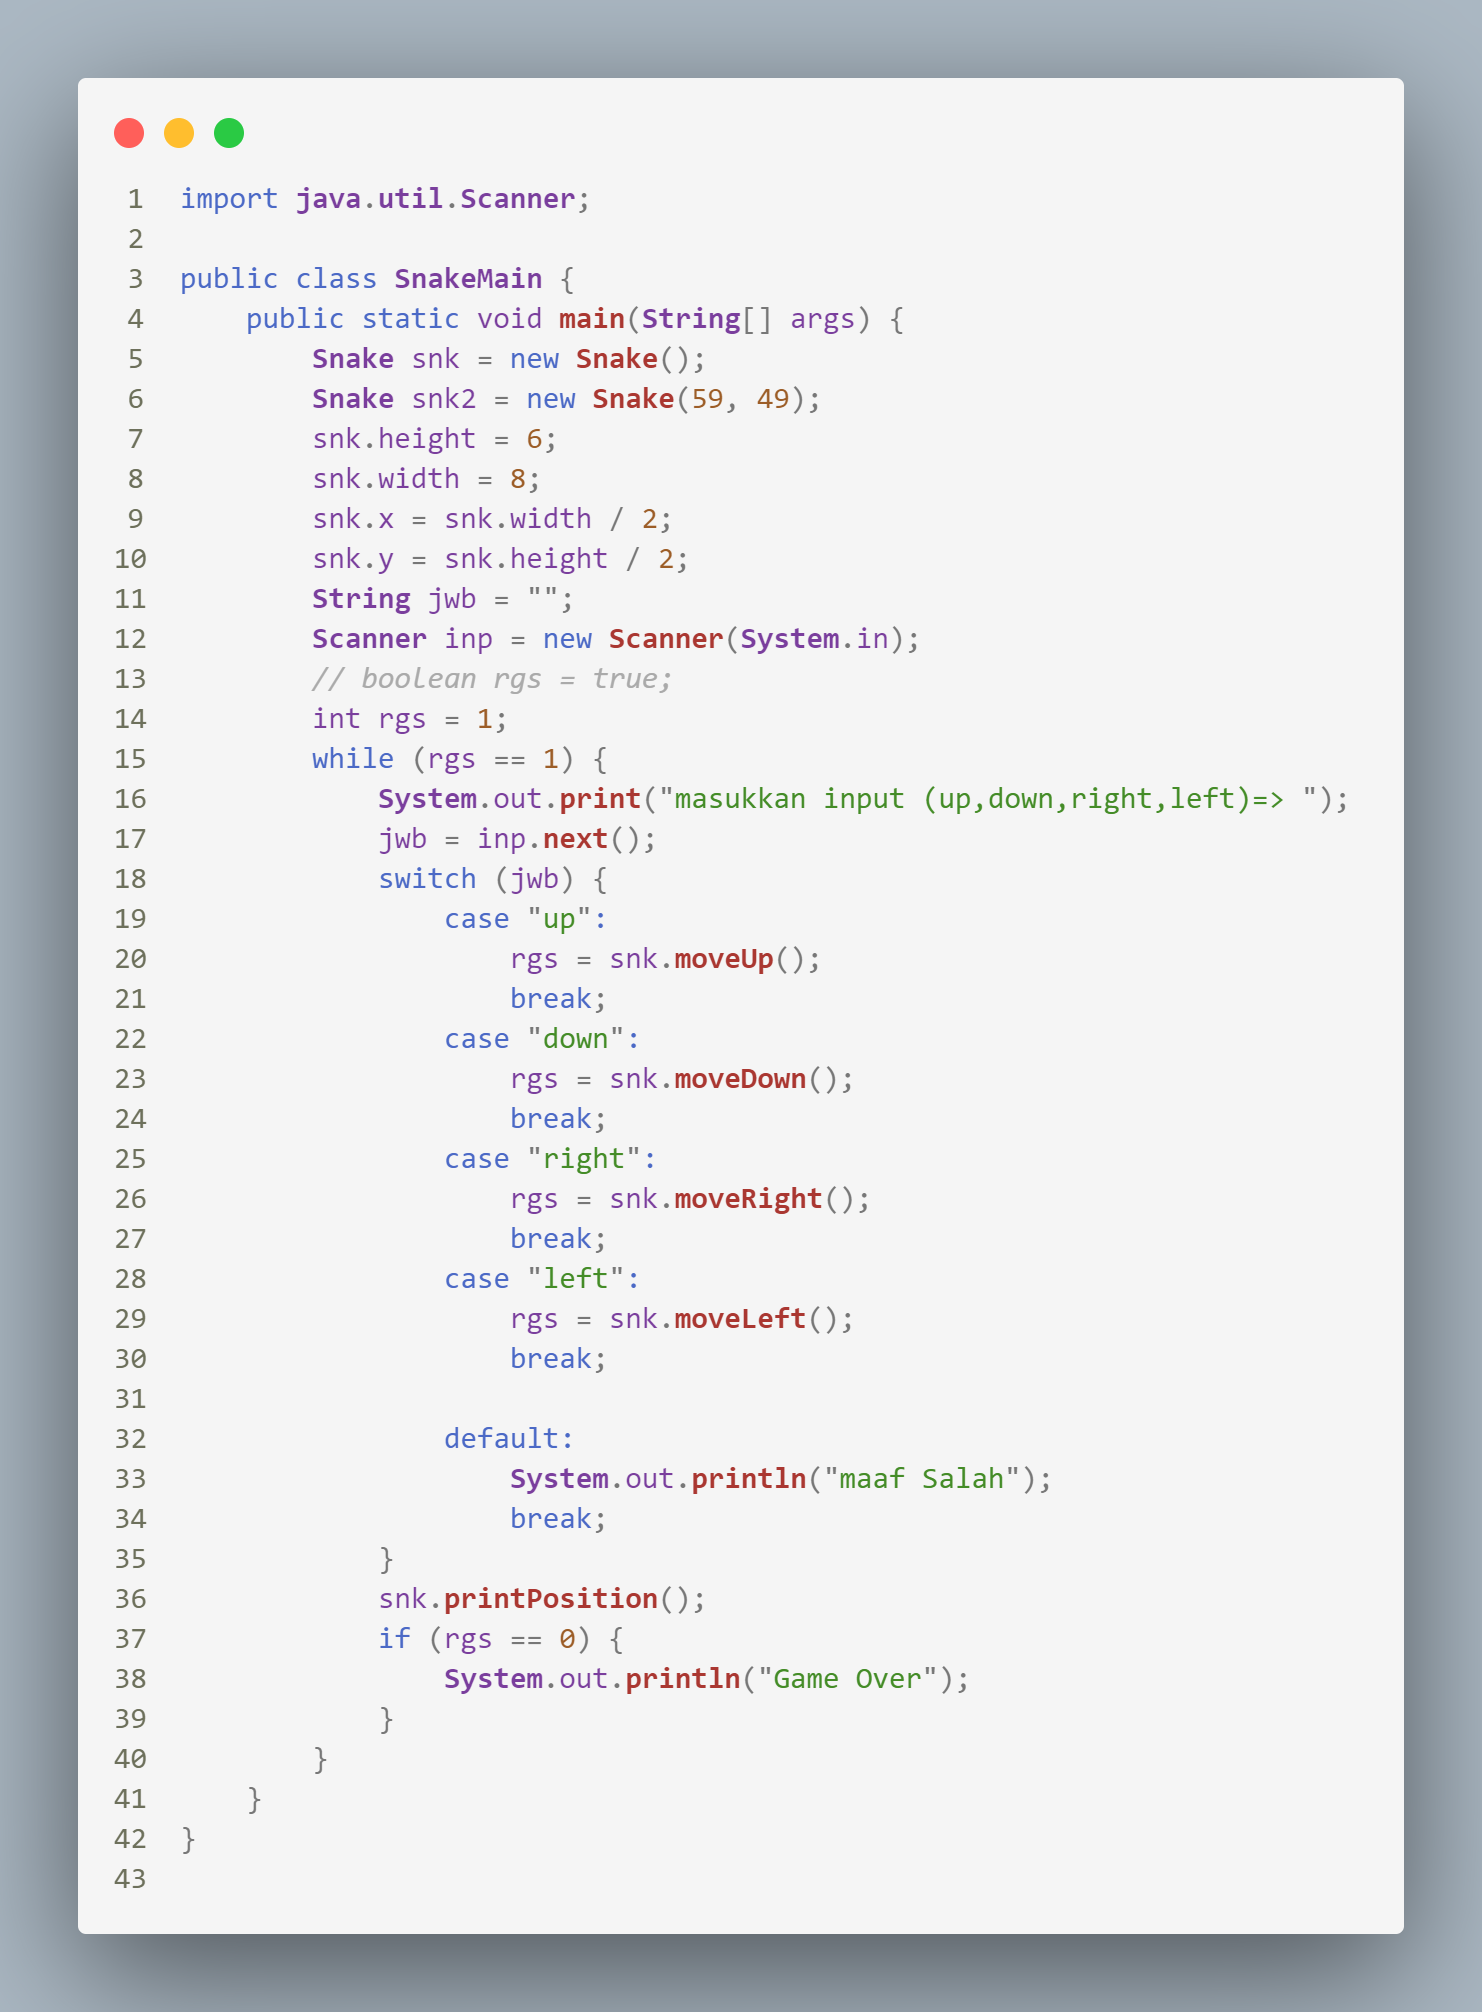 1 import java.util.Scanner;
2
3 public class SnakeMain {
4     public static void main(String[] args) {
5         Snake snk = new Snake();
6         Snake snk2 = new Snake(59, 49);
7         snk.height = 6;
8         snk.width = 8;
9         snk.x = snk.width / 2;
10         snk.y = snk.height / 2;
11         String jwb = "";
12         Scanner inp = new Scanner(System.in);
13         // boolean rgs = true;
14         int rgs = 1;
15         while (rgs == 1) {
16             System.out.print("masukkan input (up,down,right,left)=> ");
17             jwb = inp.next();
18             switch (jwb) {
19                 case "up":
20                     rgs = snk.moveUp();
21                     break;
22                 case "down":
23                     rgs = snk.moveDown();
24                     break;
25                 case "right":
26                     rgs = snk.moveRight();
27                     break;
28                 case "left":
29                     rgs = snk.moveLeft();
30                     break;
31
32                 default:
33                     System.out.println("maaf Salah");
34                     break;
35             }
36             snk.printPosition();
37             if (rgs == 0) {
38                 System.out.println("Game Over");
39             }
40         }
41     }
42 }
43